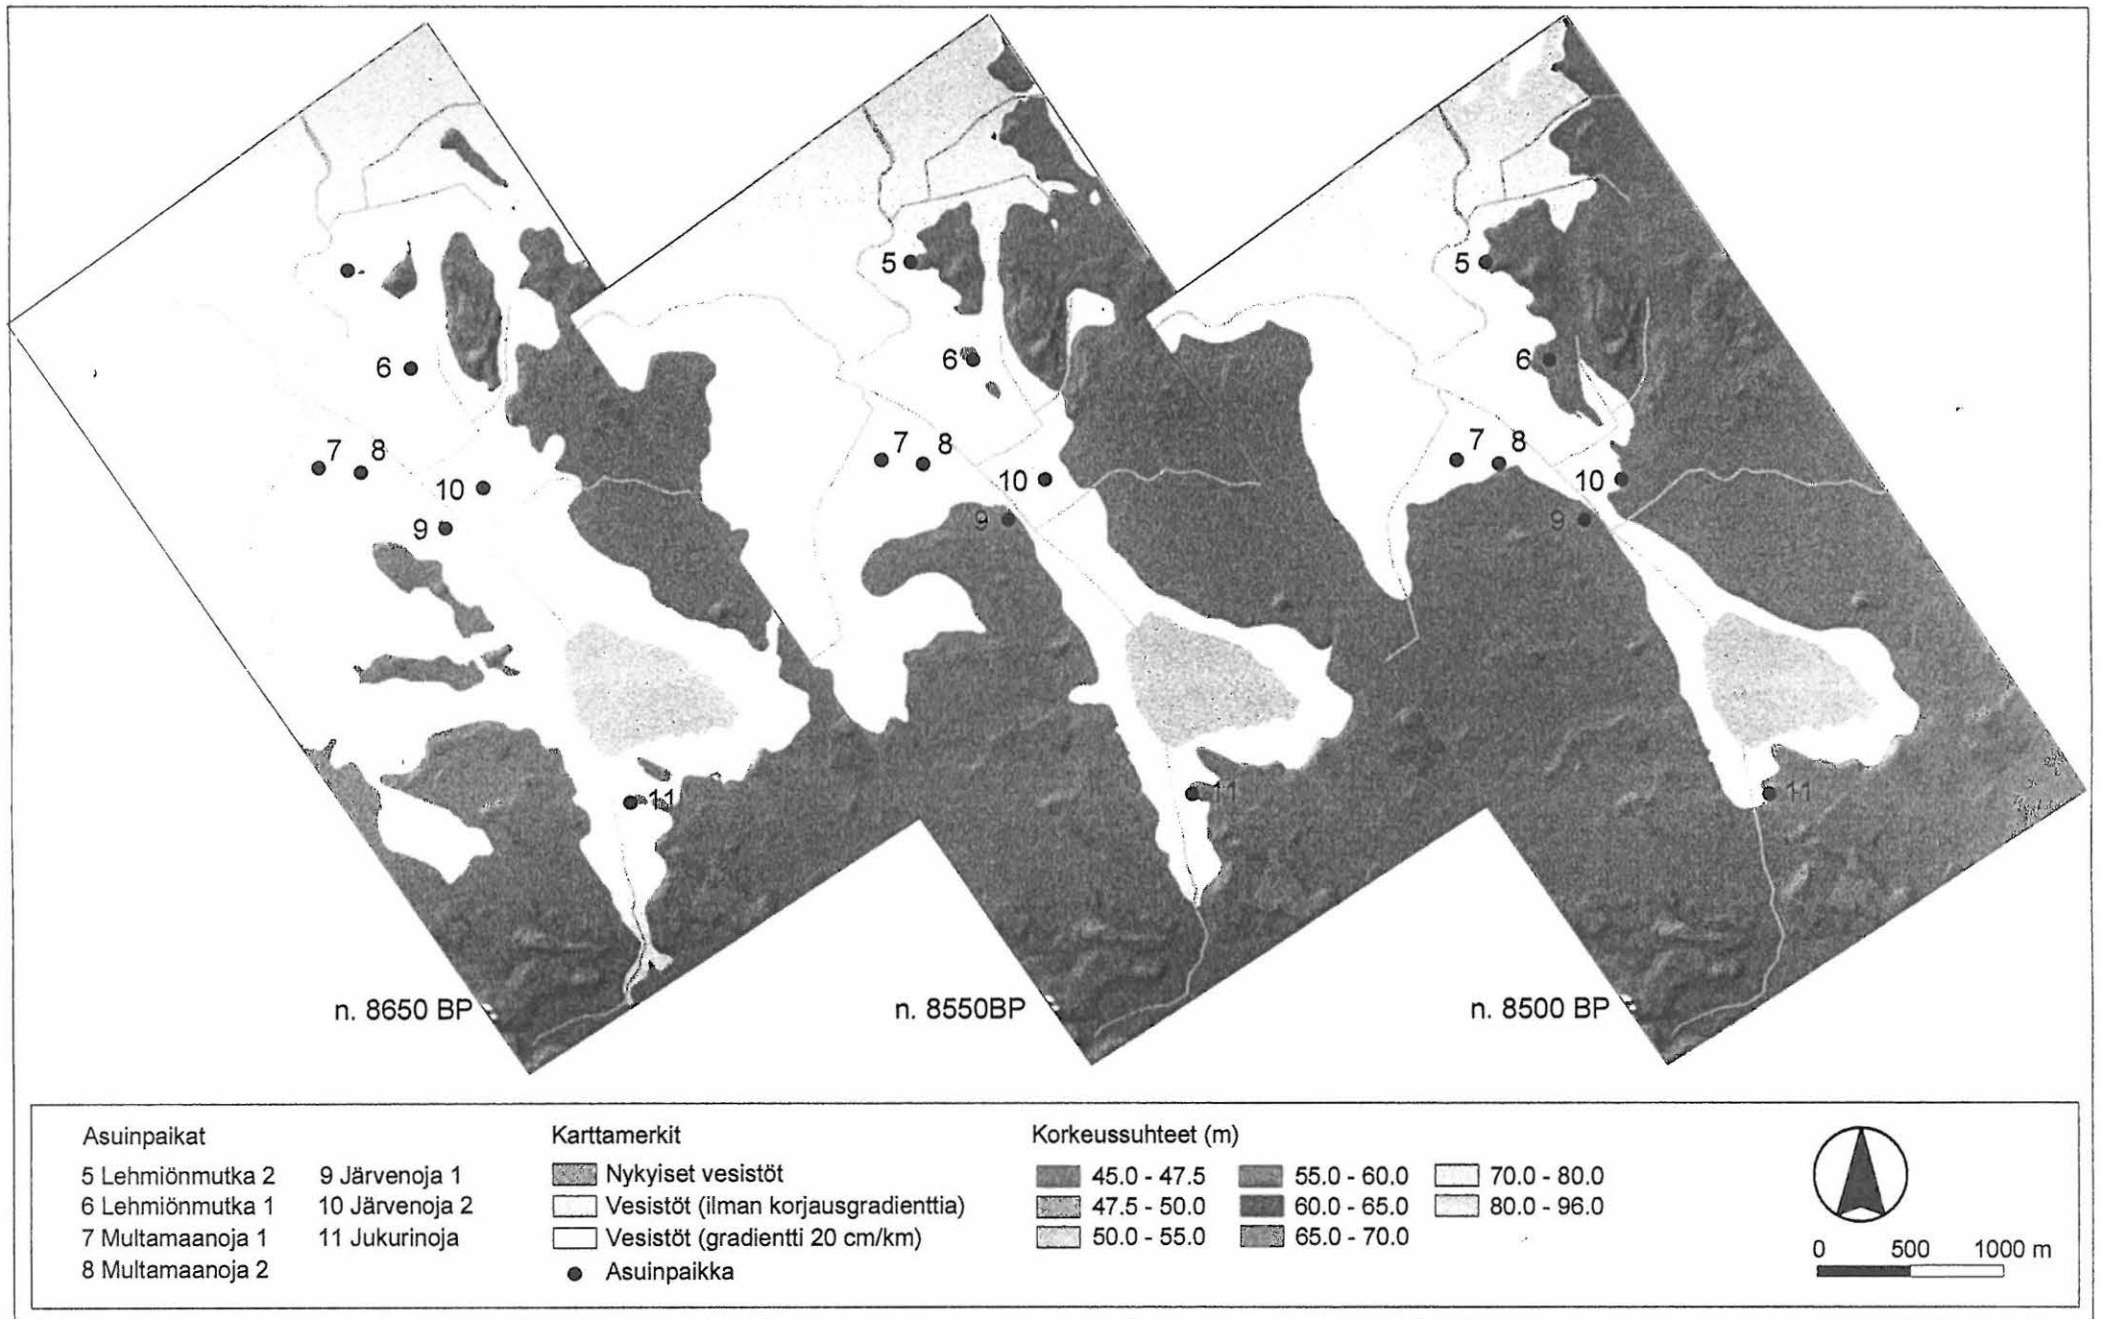 5
5
6
6
6
7
8
7
8
7
8
10
10
10
9
9
9
11
11
11
n. 8650 BP
n. 8550BP
n. 8500 BP
Asuinpaikat
5 Lehmiönmutka 2
6 Lehmiönmutka 1
7 Multamaanoja 1
8 Multamaanoja 2
9 Järvenoja 1
10 Järvenoja 2
11 Jukurinoja
Karttamerkit
Nykyiset vesistöt
Vesistöt (ilman korjausgradienttia)
Vesistöt (gradientti 20 cm/km)
Asuinpaikka
Korkeussuhteet (m)
45.0 - 47.5
47.5 - 50.0
50.0 - 55.0
55.0 - 60.0
60.0 - 65.0
65.0 - 70.0
70.0 - 80.0
80.0 - 96.0
0 500 1000 m